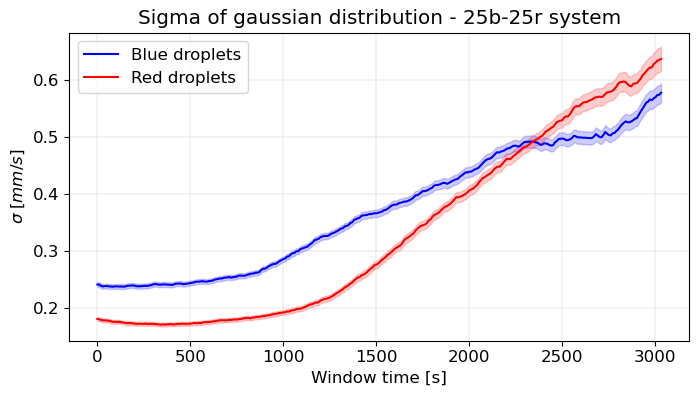 Sigma of gaussian distribution - 25b-25r system
Blue droplets
Red droplets
σ [mm/s]
0.6
0.5
0.4
0.3
0.2
0 500 1000 1500 2000 2500 3000
Window time [s]